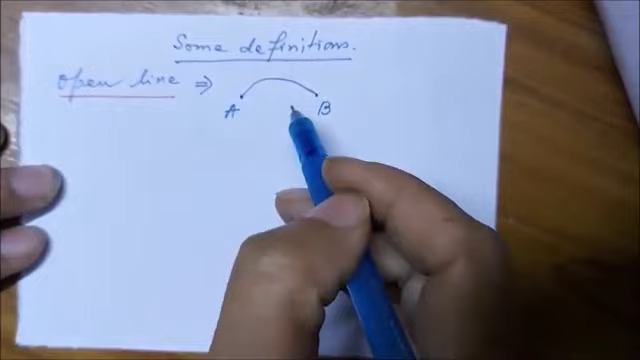 Some definitions.
open line ⇒
A B